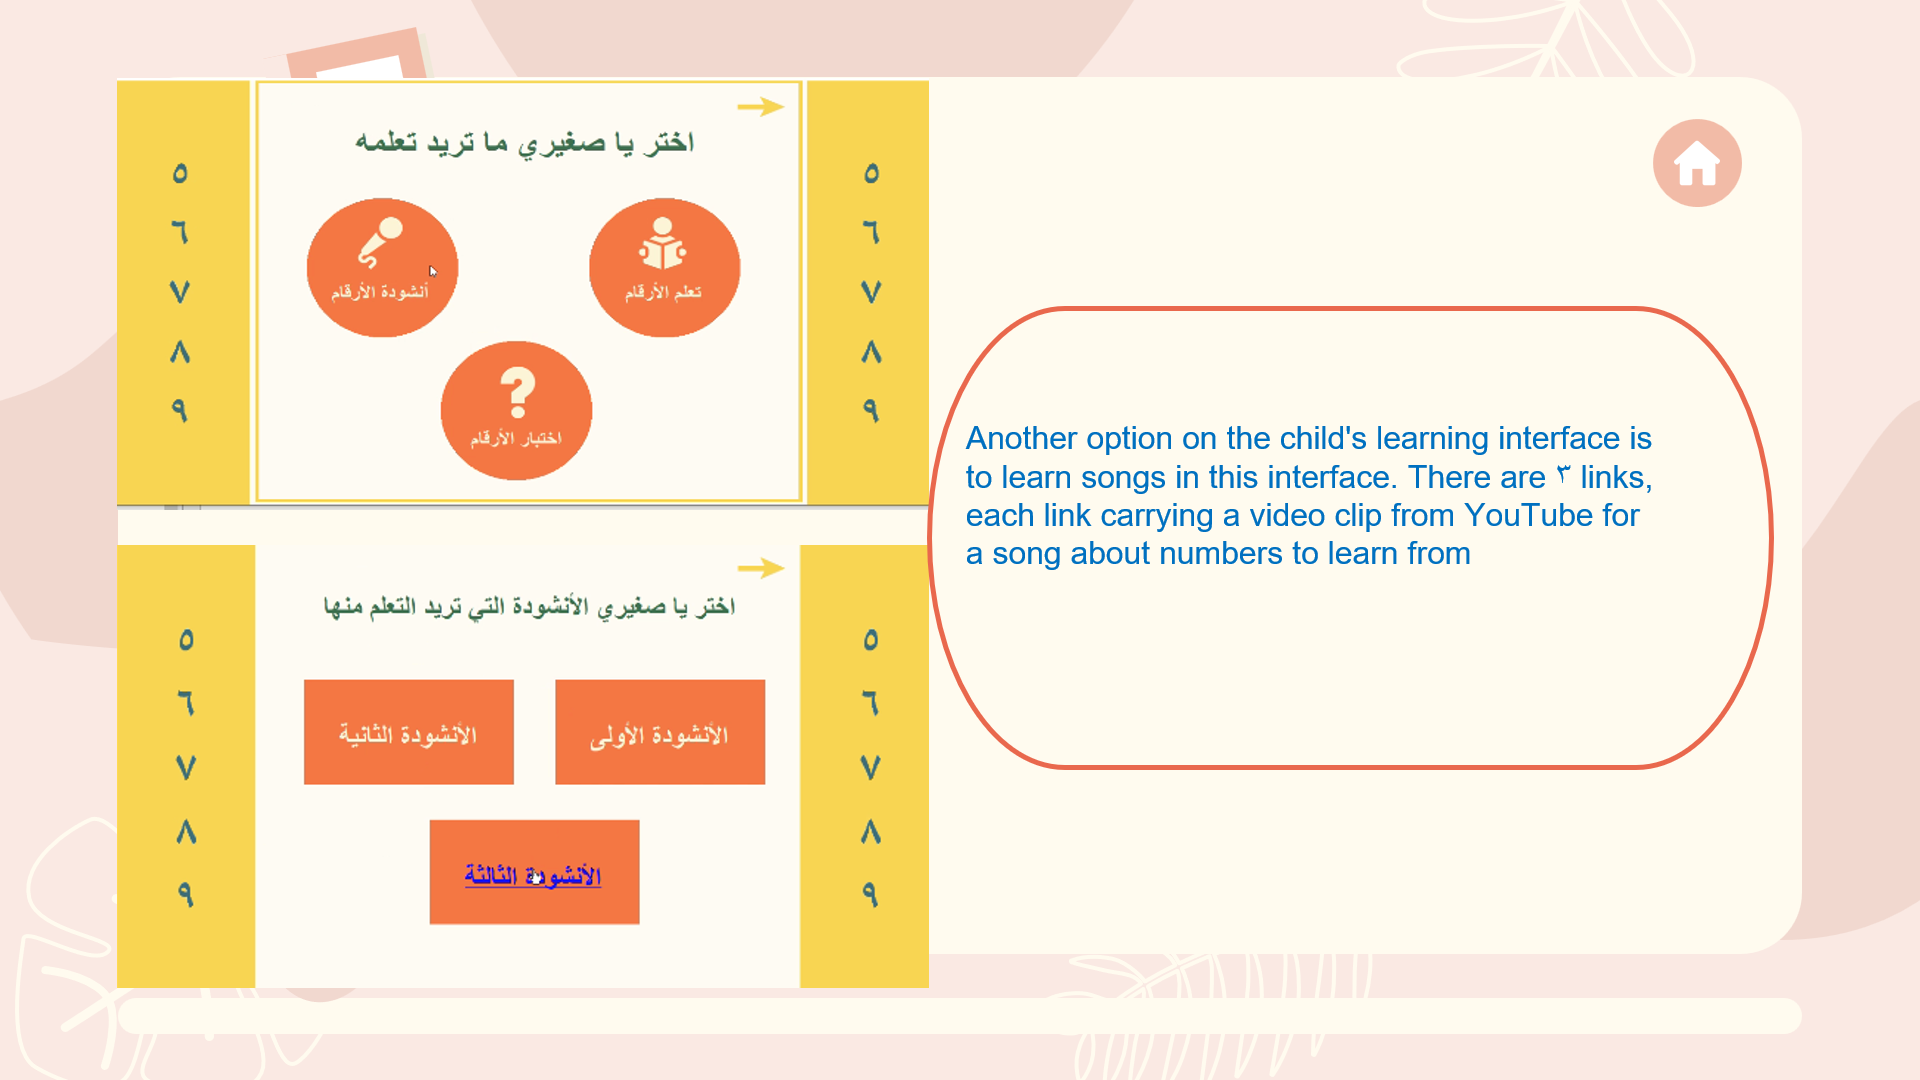 اختر يا صغيري ما تريد تعلمه
٥
٦
٧
٨
٩
٥
٦
٧
٨
٩
تعلم الأرقام
أنشودة الأرقام
اختبار الأرقام
اختر يا صغيري الأنشودة التي تريد التعلم منها
٥
٦
٧
٨
٩
٥
٦
٧
٨
٩
الأنشودة الأولى
الأنشودة الثانية
الأنشودة الثالثة
Another option on the child's learning interface is
to learn songs in this interface. There are ٣ links,
each link carrying a video clip from YouTube for
a song about numbers to learn from